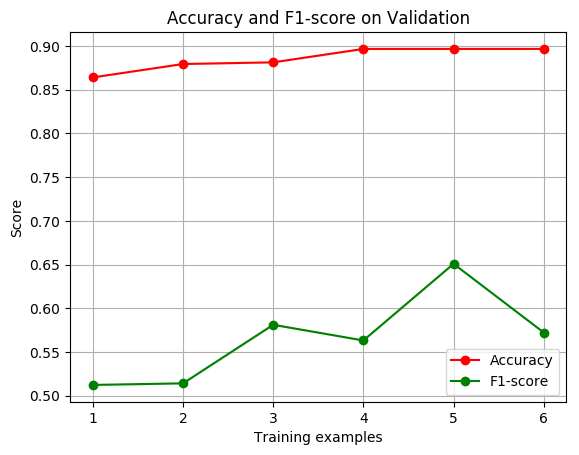 Accuracy and F1-score on Validation
Score
0.90
0.85
0.80
0.75
0.70
0.65
0.60
0.55
0.50
Accuracy
F1-score
1 2 3 4 5 6
Training examples